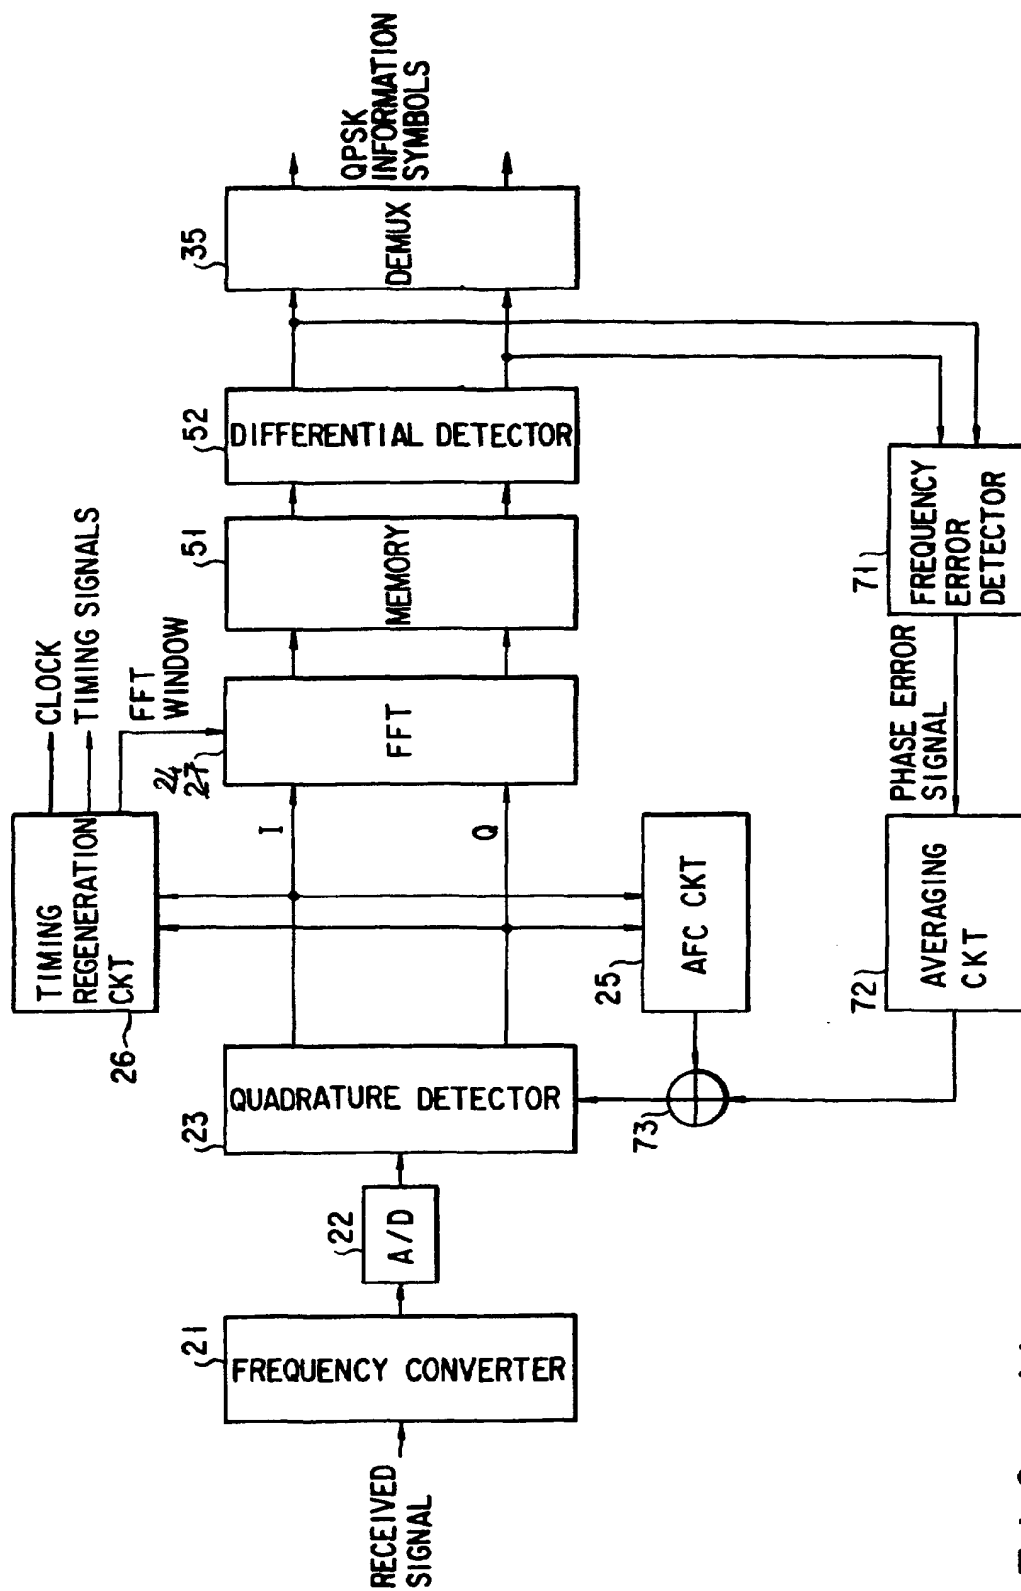 RECEIVED
SIGNAL
21
FREQUENCY CONVERTER
22
A/D
23
QUADRATURE DETECTOR
26
TIMING
REGENERATION
CKT
CLOCK
TIMING SIGNALS
FFT
WINDOW
I
Q
24
27
FFT
51
MEMORY
52
DIFFERENTIAL DETECTOR
35
DEMUX
QPSK
INFORMATION
SYMBOLS
25
AFC CKT
73
72
AVERAGING
CKT
PHASE ERROR
SIGNAL
71
FREQUENCY
ERROR
DETECTOR